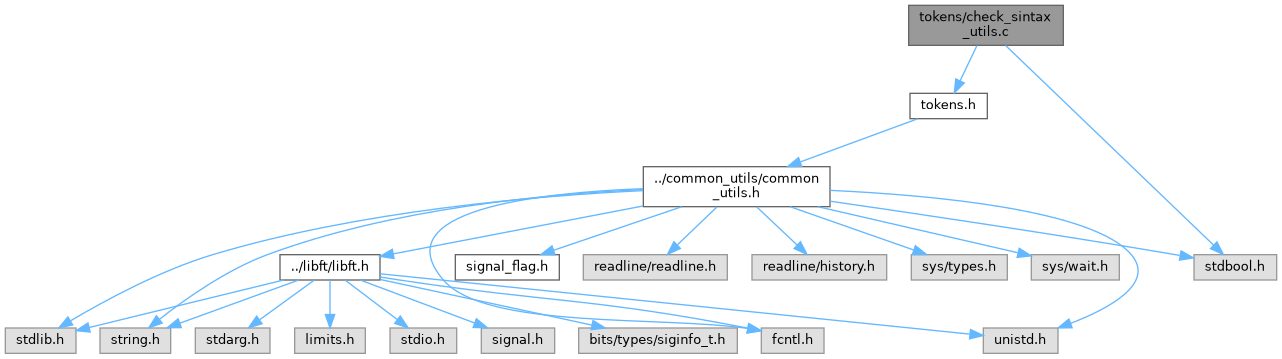 tokens/check_sintax
_utils.c
tokens.h
../common_utils/common
_utils.h
../libft/libft.h
signal_flag.h
readline/readline.h
readline/history.h
sys/types.h
sys/wait.h
stdbool.h
stdlib.h
string.h
stdarg.h
limits.h
stdio.h
signal.h
bits/types/siginfo_t.h
fcntl.h
unistd.h